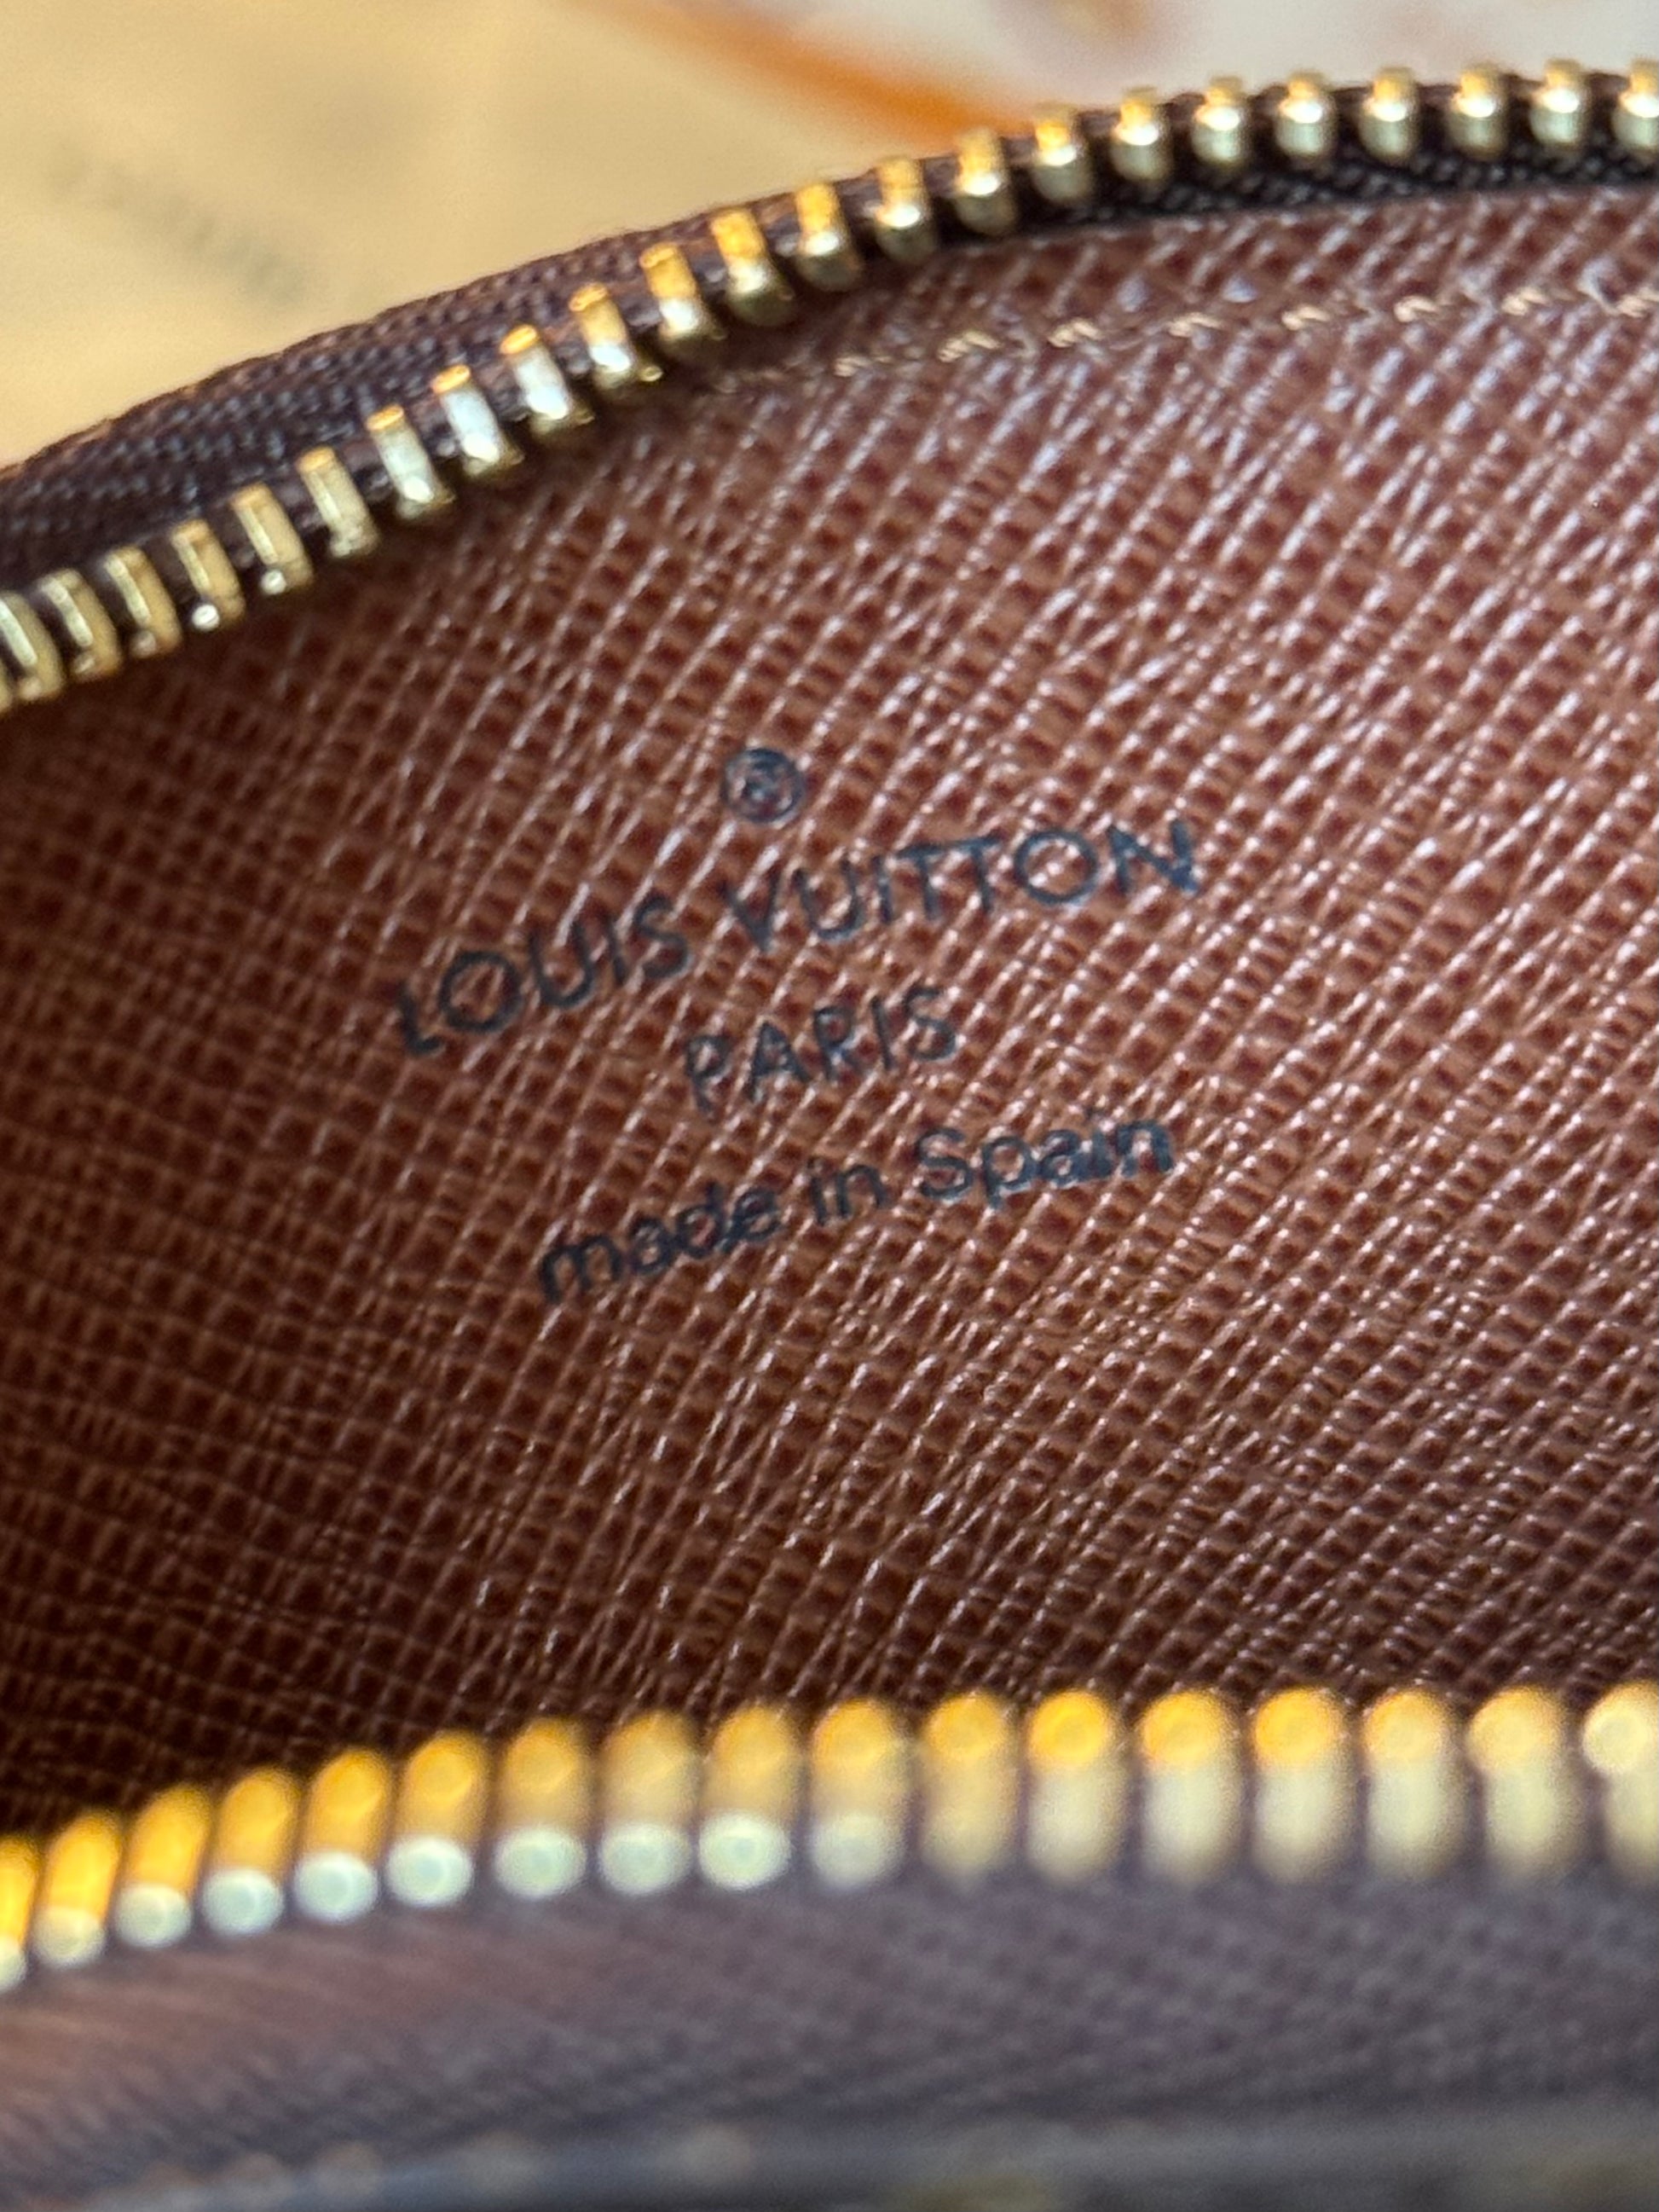 ®
LOUIS VUITTON
PARIS
made in Spain